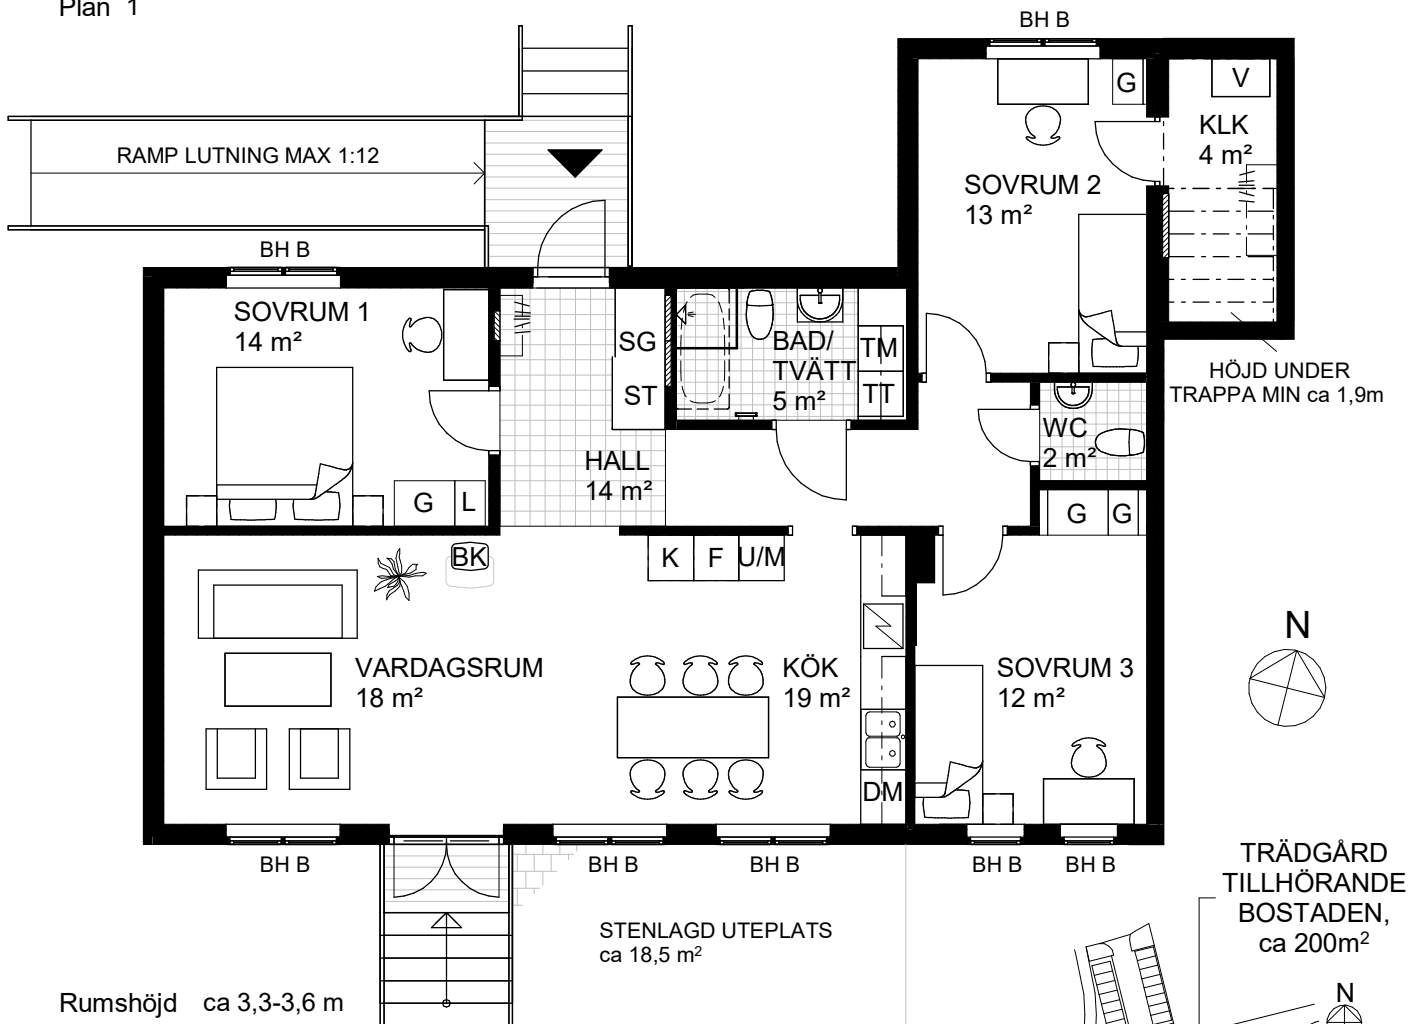 Plan 1
BH B
G
V
KLK
4 m²
RAMP LUTNING MAX 1:12
SOVRUM 2
13 m²
BH B
SOVRUM 1
14 m²
SG
ST
BAD/
TVÄTT
5 m²
TM
TT
HÖJD UNDER
TRAPPA MIN ca 1,9m
WC
2 m²
HALL
14 m²
G L
G G
BK
K F U/M
N
VARDAGSRUM
18 m²
KÖK
19 m²
SOVRUM 3
12 m²
DM
BH B
BH B
BH B
BH B
BH B
TRÄDGÅRD
TILLHÖRANDE
BOSTADEN,
ca 200m²
STENLAGD UTEPLATS
ca 18,5 m²
Rumshöjd ca 3,3-3,6 m
N